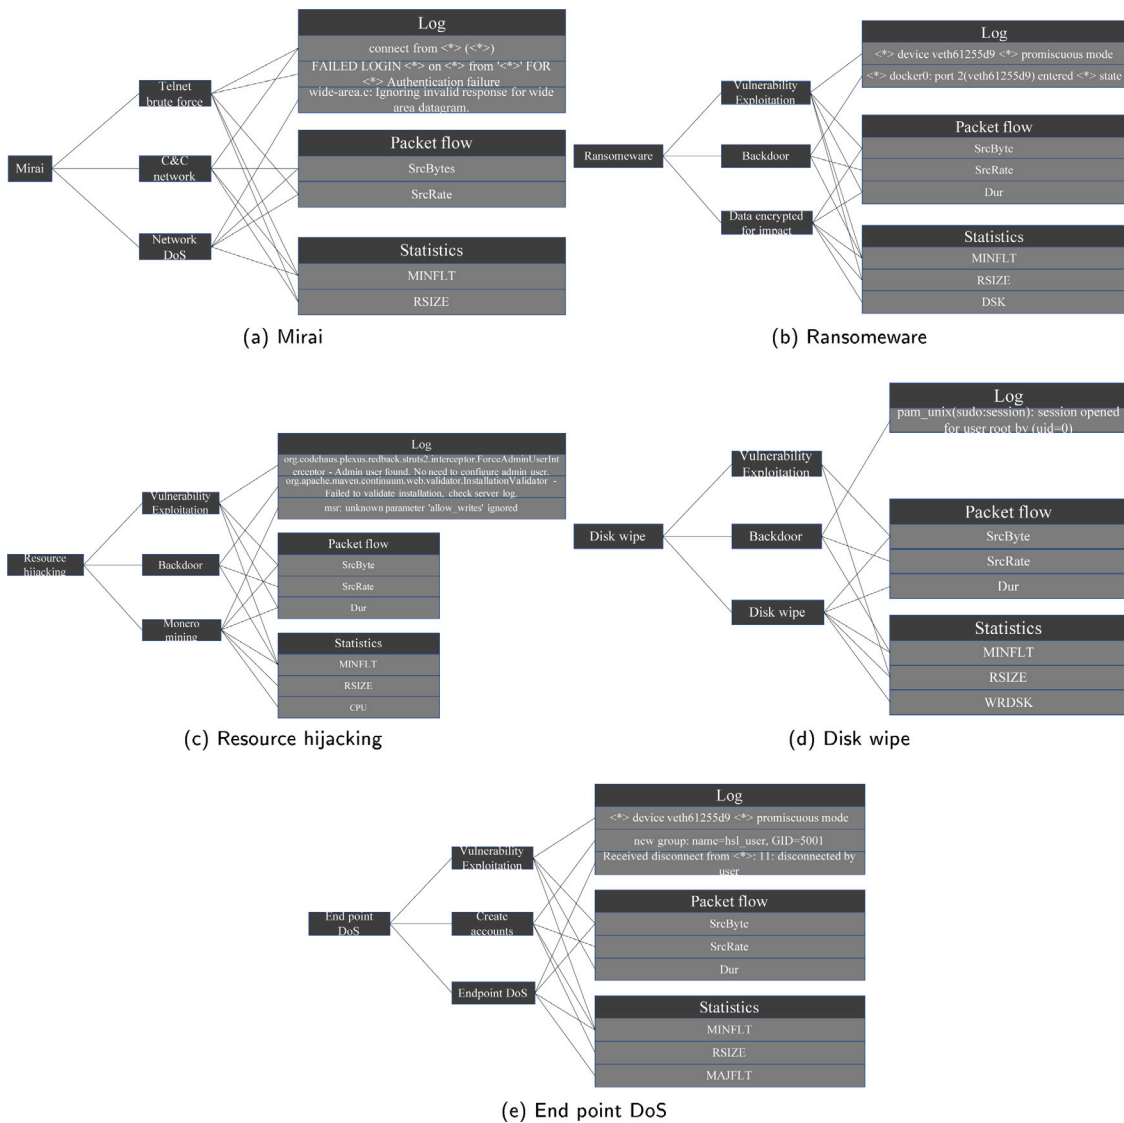 Log
connect from <*> (<*>)
FAILED LOGIN <*> on <*> from '<*>' FOR
<*> Authentication failure
wide-area.c: Ignoring invalid response for wide
area datagram.
Telnet
brute force
Packet flow
Mirai
C&C
network
SrcBytes
SrcRate
Network
DoS
Statistics
MINFLT
RSIZE
(a) Mirai
Log
<*> device veth61255d9 <*> promiscuous mode
<*> docker0: port 2(veth61255d9) entered <*> state
Vulnerability
Exploitation
Packet flow
Ransomeware
Backdoor
SrcByte
SrcRate
Dur
Data encrypted
for impact
Statistics
MINFLT
RSIZE
DSK
(b) Ransomeware
Log
org.codehaus.plexus.redback.struts2.interceptor.ForceAdminUserInt
erceptor - Admin user found. No need to configure admin user.
org.apache.maven.continuum.web.validator.InstallationValidator -
Failed to validate installation, check server log.
msr: unknown parameter 'allow_writes' ignored
Vulnerability
Exploitation
Packet flow
Resource
hijacking
Backdoor
SrcByte
SrcRate
Dur
Monero
mining
Statistics
MINFLT
RSIZE
CPU
(c) Resource hijacking
Log
pam_unix(sudo:session): session opened
for user root by (uid=0)
Vulnerability
Exploitation
Packet flow
Disk wipe
Backdoor
SrcByte
SrcRate
Dur
Disk wipe
Statistics
MINFLT
RSIZE
WRDSK
(d) Disk wipe
Log
<*> device veth61255d9 <*> promiscuous mode
new group: name=hsl_user, GID=5001
Received disconnect from <*>: 11: disconnected by
user
Vulnerability
Exploitation
Packet flow
End point
DoS
Create
accounts
SrcByte
SrcRate
Dur
Endpoint DoS
Statistics
MINFLT
RSIZE
MAJFLT
(e) End point DoS